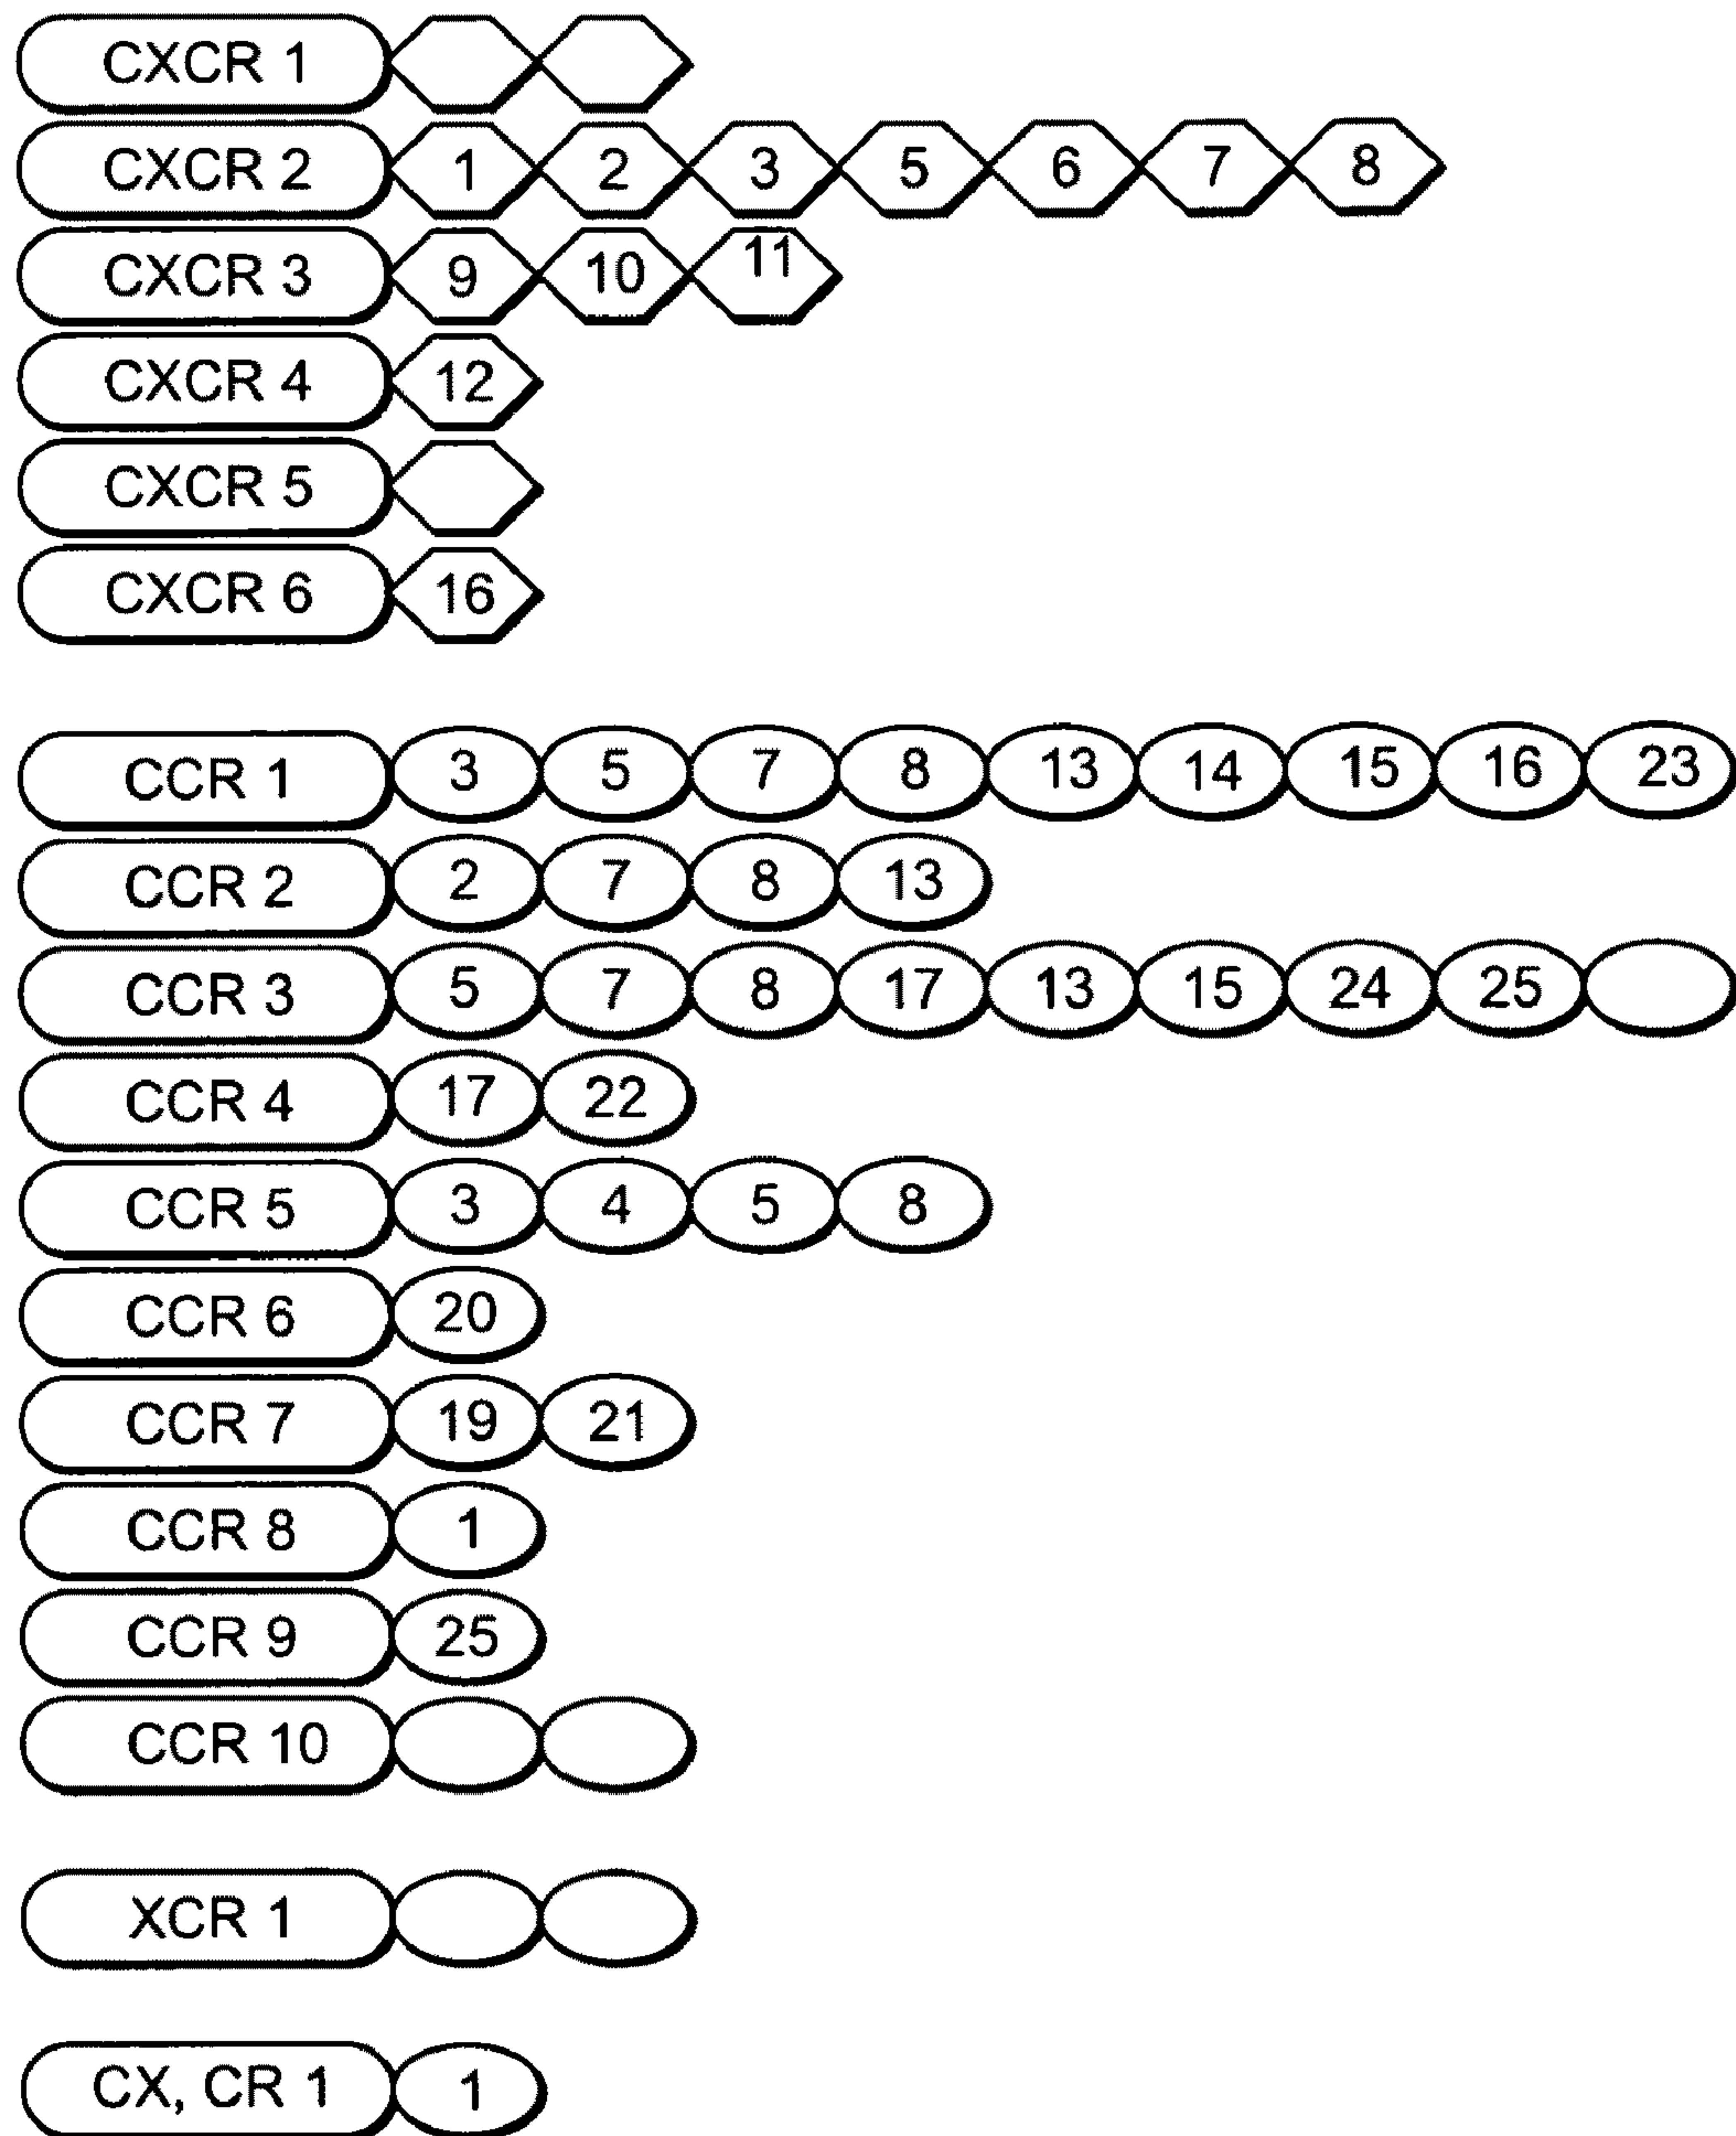 CXCR 1
CXCR 2 1 2 3 5 6 7 8
CXCR 3 9 10 11
CXCR 4 12
CXCR 5
CXCR 6 16
CCR 1 3 5 7 8 13 14 15 16 23
CCR 2 2 7 8 13
CCR 3 5 7 8 17 13 15 24 25
CCR 4 17 22
CCR 5 3 4 5 8
CCR 6 20
CCR 7 19 21
CCR 8 1
CCR 9 25
CCR 10
XCR 1
CX, CR 1 1